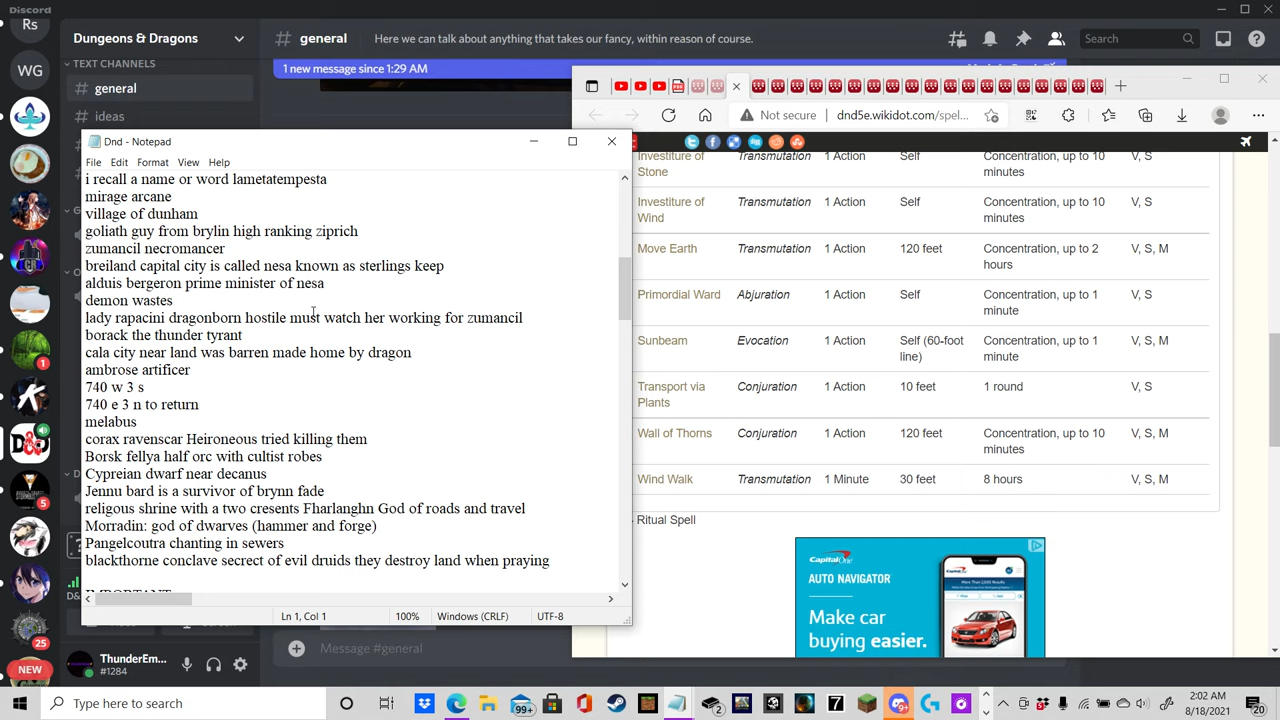 Discord
Rs
WG
Dungeons & Dragons
TEXT CHANNELS
general
ideas
general
Here we can talk about anything that takes our fancy, within reason of course.
Search
1 new message since 1:29 AM
Dnd - Notepad
File Edit Format View Help
i recall a name or word lametatempesta
mirage arcane
village of dunham
goliath guy from brylin high ranking ziprich
zumancil necromancer
breiland capital city is called nesa known as sterlings keep
alduis bergeron prime minister of nesa
demon wastes
lady rapacini dragonborn hostile must watch her working for zumancil
borack the thunder tyrant
cala city near land was barren made home by dragon
ambrose artificer
740 w 3 s
740 e 3 n to return
melabus
corax ravenscar Heironeous tried killing them
Borsk fellya half orc with cultist robes
Cypreian dwarf near decanus
Jennu bard is a survivor of brynn fade
religous shrine with a two cresents Fharlanghn God of roads and travel
Morradin: god of dwarves (hammer and forge)
Pangelcoutra chanting in sewers
blackthorne conclave secrect of evil druids they destroy land when praying
Ln 1, Col 1 100% Windows (CRLF) UTF-8
Not secure dnd5e.wikidot.com/spel...
Investiture of Stone Transmutation 1 Action Self Concentration, up to 10 minutes V, S
Investiture of Wind Transmutation 1 Action Self Concentration, up to 10 minutes V, S
Move Earth Transmutation 1 Action 120 feet Concentration, up to 2 hours V, S, M
Primordial Ward Abjuration 1 Action Self Concentration, up to 1 minute V, S
Sunbeam Evocation 1 Action Self (60-foot line) Concentration, up to 1 minute V, S, M
Transport via Plants Conjuration 1 Action 10 feet 1 round V, S
Wall of Thorns Conjuration 1 Action 120 feet Concentration, up to 10 minutes V, S, M
Wind Walk Transmutation 1 Minute 30 feet 8 hours V, S, M
Ritual Spell
Capital One
AUTO NAVIGATOR
Make car
buying easier.
1
5
25
NEW
ThunderEm...
#1284
Message #general
Type here to search
99+
2
7
9+
2:02 AM
8/18/2021
20